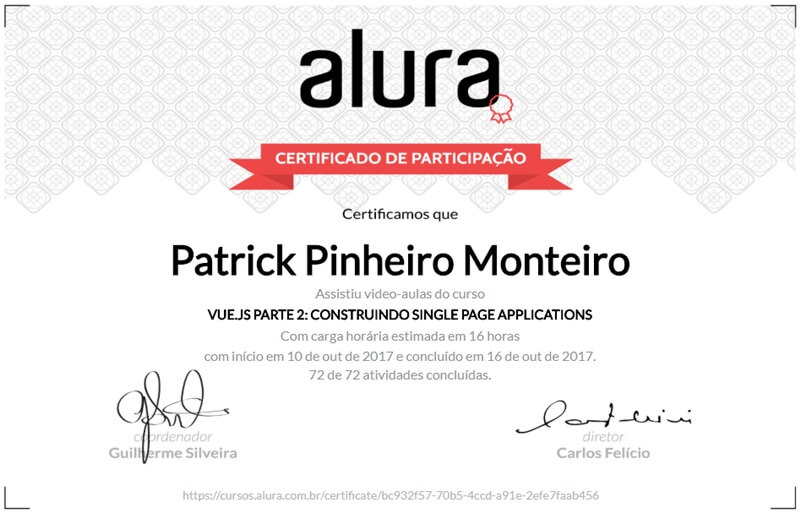 alura
CERTIFICADO DE PARTICIPAÇÃO
Certificamos que
Patrick Pinheiro Monteiro
Assistiu video-aulas do curso
VUE.JS PARTE 2: CONSTRUINDO SINGLE PAGE APPLICATIONS
Com carga horária estimada em 16 horas
com início em 10 de out de 2017 e concluído em 16 de out de 2017.
72 de 72 atividades concluídas.
coordenador
Guilherme Silveira
diretor
Carlos Felício
https://cursos.alura.com.br/certificate/bc932f57-70b5-4ccd-a91e-2efe7faab456